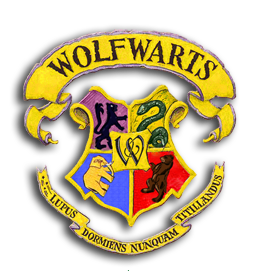 WOLFWARTS
W
LUPUS DORMIENS NUNQUAM TITILLANDUS